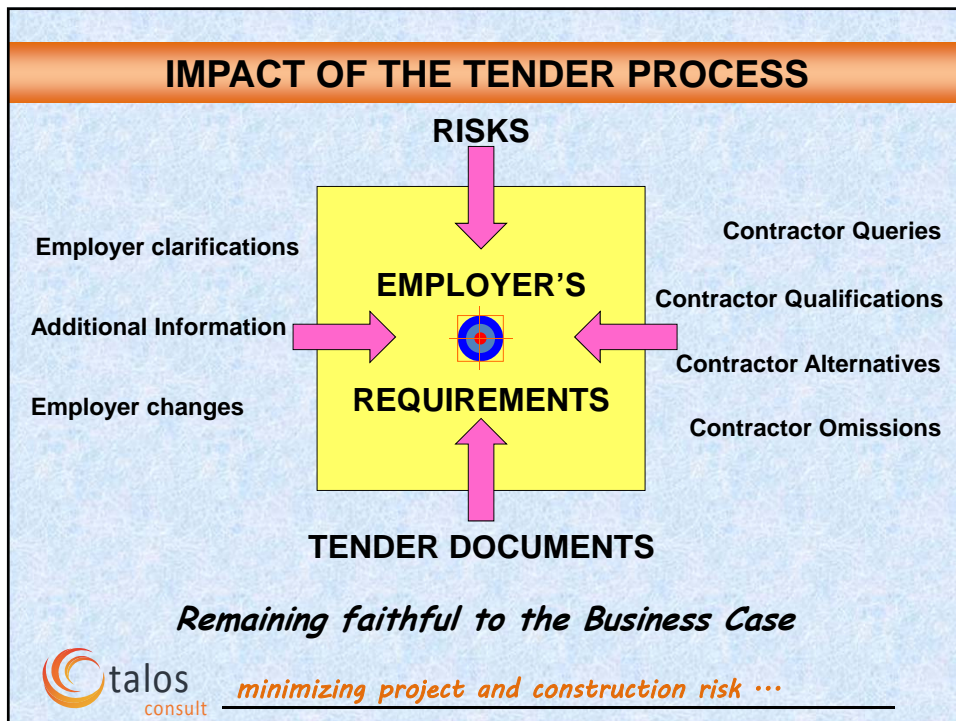 IMPACT OF THE TENDER PROCESS
RISKS
Employer clarifications
Additional Information
Employer changes
EMPLOYER’S
REQUIREMENTS
Contractor Queries
Contractor Qualifications
Contractor Alternatives
Contractor Omissions
TENDER DOCUMENTS
Remaining faithful to the Business Case
talos
consult
minimizing project and construction risk …